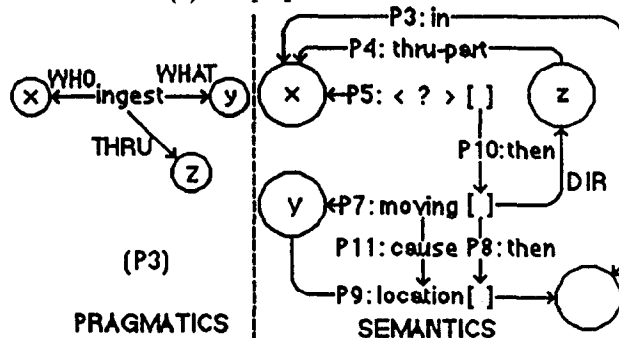 P3: in
P4: thru-part
WHO ingest WHAT
x y x P5: < ? > [ ] z
P10: then
THRU
z
DIR
y P7: moving [ ]
P11: cause P8: then
(P3)
P9: location [ ]
PRAGMATICS SEMANTICS